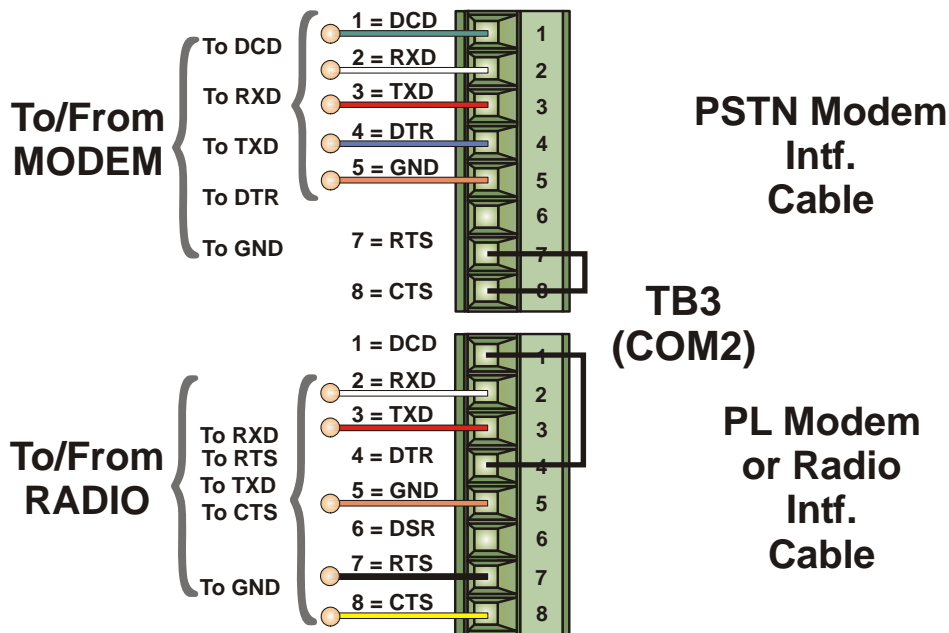 To/From
MODEM
To DCD
To RXD
To TXD
To DTR
To GND
1 = DCD
2 = RXD
3 = TXD
4 = DTR
5 = GND
7 = RTS
8 = CTS
1
2
3
4
5
6
7
8
PSTN Modem
Intf.
Cable
TB3
(COM2)
To/From
RADIO
To RXD
To RTS
To TXD
To CTS
To GND
1 = DCD
2 = RXD
3 = TXD
4 = DTR
5 = GND
6 = DSR
7 = RTS
8 = CTS
1
2
3
4
5
6
7
8
PL Modem
or Radio
Intf.
Cable